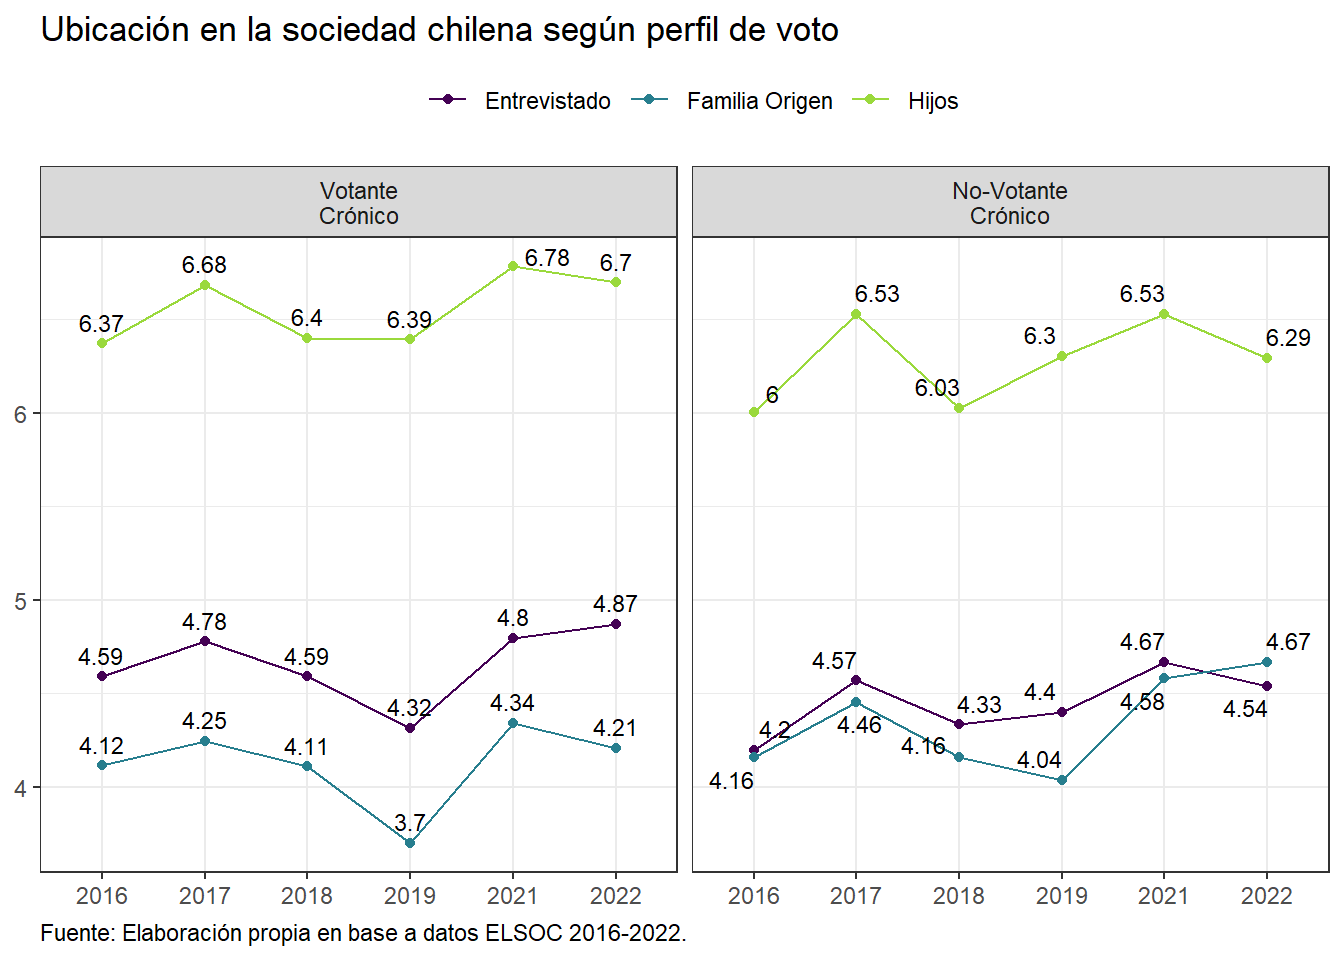 Ubicación en la sociedad chilena según perfil de voto
Entrevistado Familia Origen Hijos
Votante
Crónico
No-Votante
Crónico
6.37 6.68 6.4 6.39 6.78 6.7
4.59 4.78 4.59 4.32 4.8 4.87
4.12 4.25 4.11 3.7 4.34 4.21
6 6.53 6.03 6.3 6.53 6.29
4.2 4.57 4.33 4.4 4.67 4.54
4.16 4.46 4.16 4.04 4.58 4.67
6
5
4
2016 2017 2018 2019 2021 2022
2016 2017 2018 2019 2021 2022
Fuente: Elaboración propia en base a datos ELSOC 2016-2022.